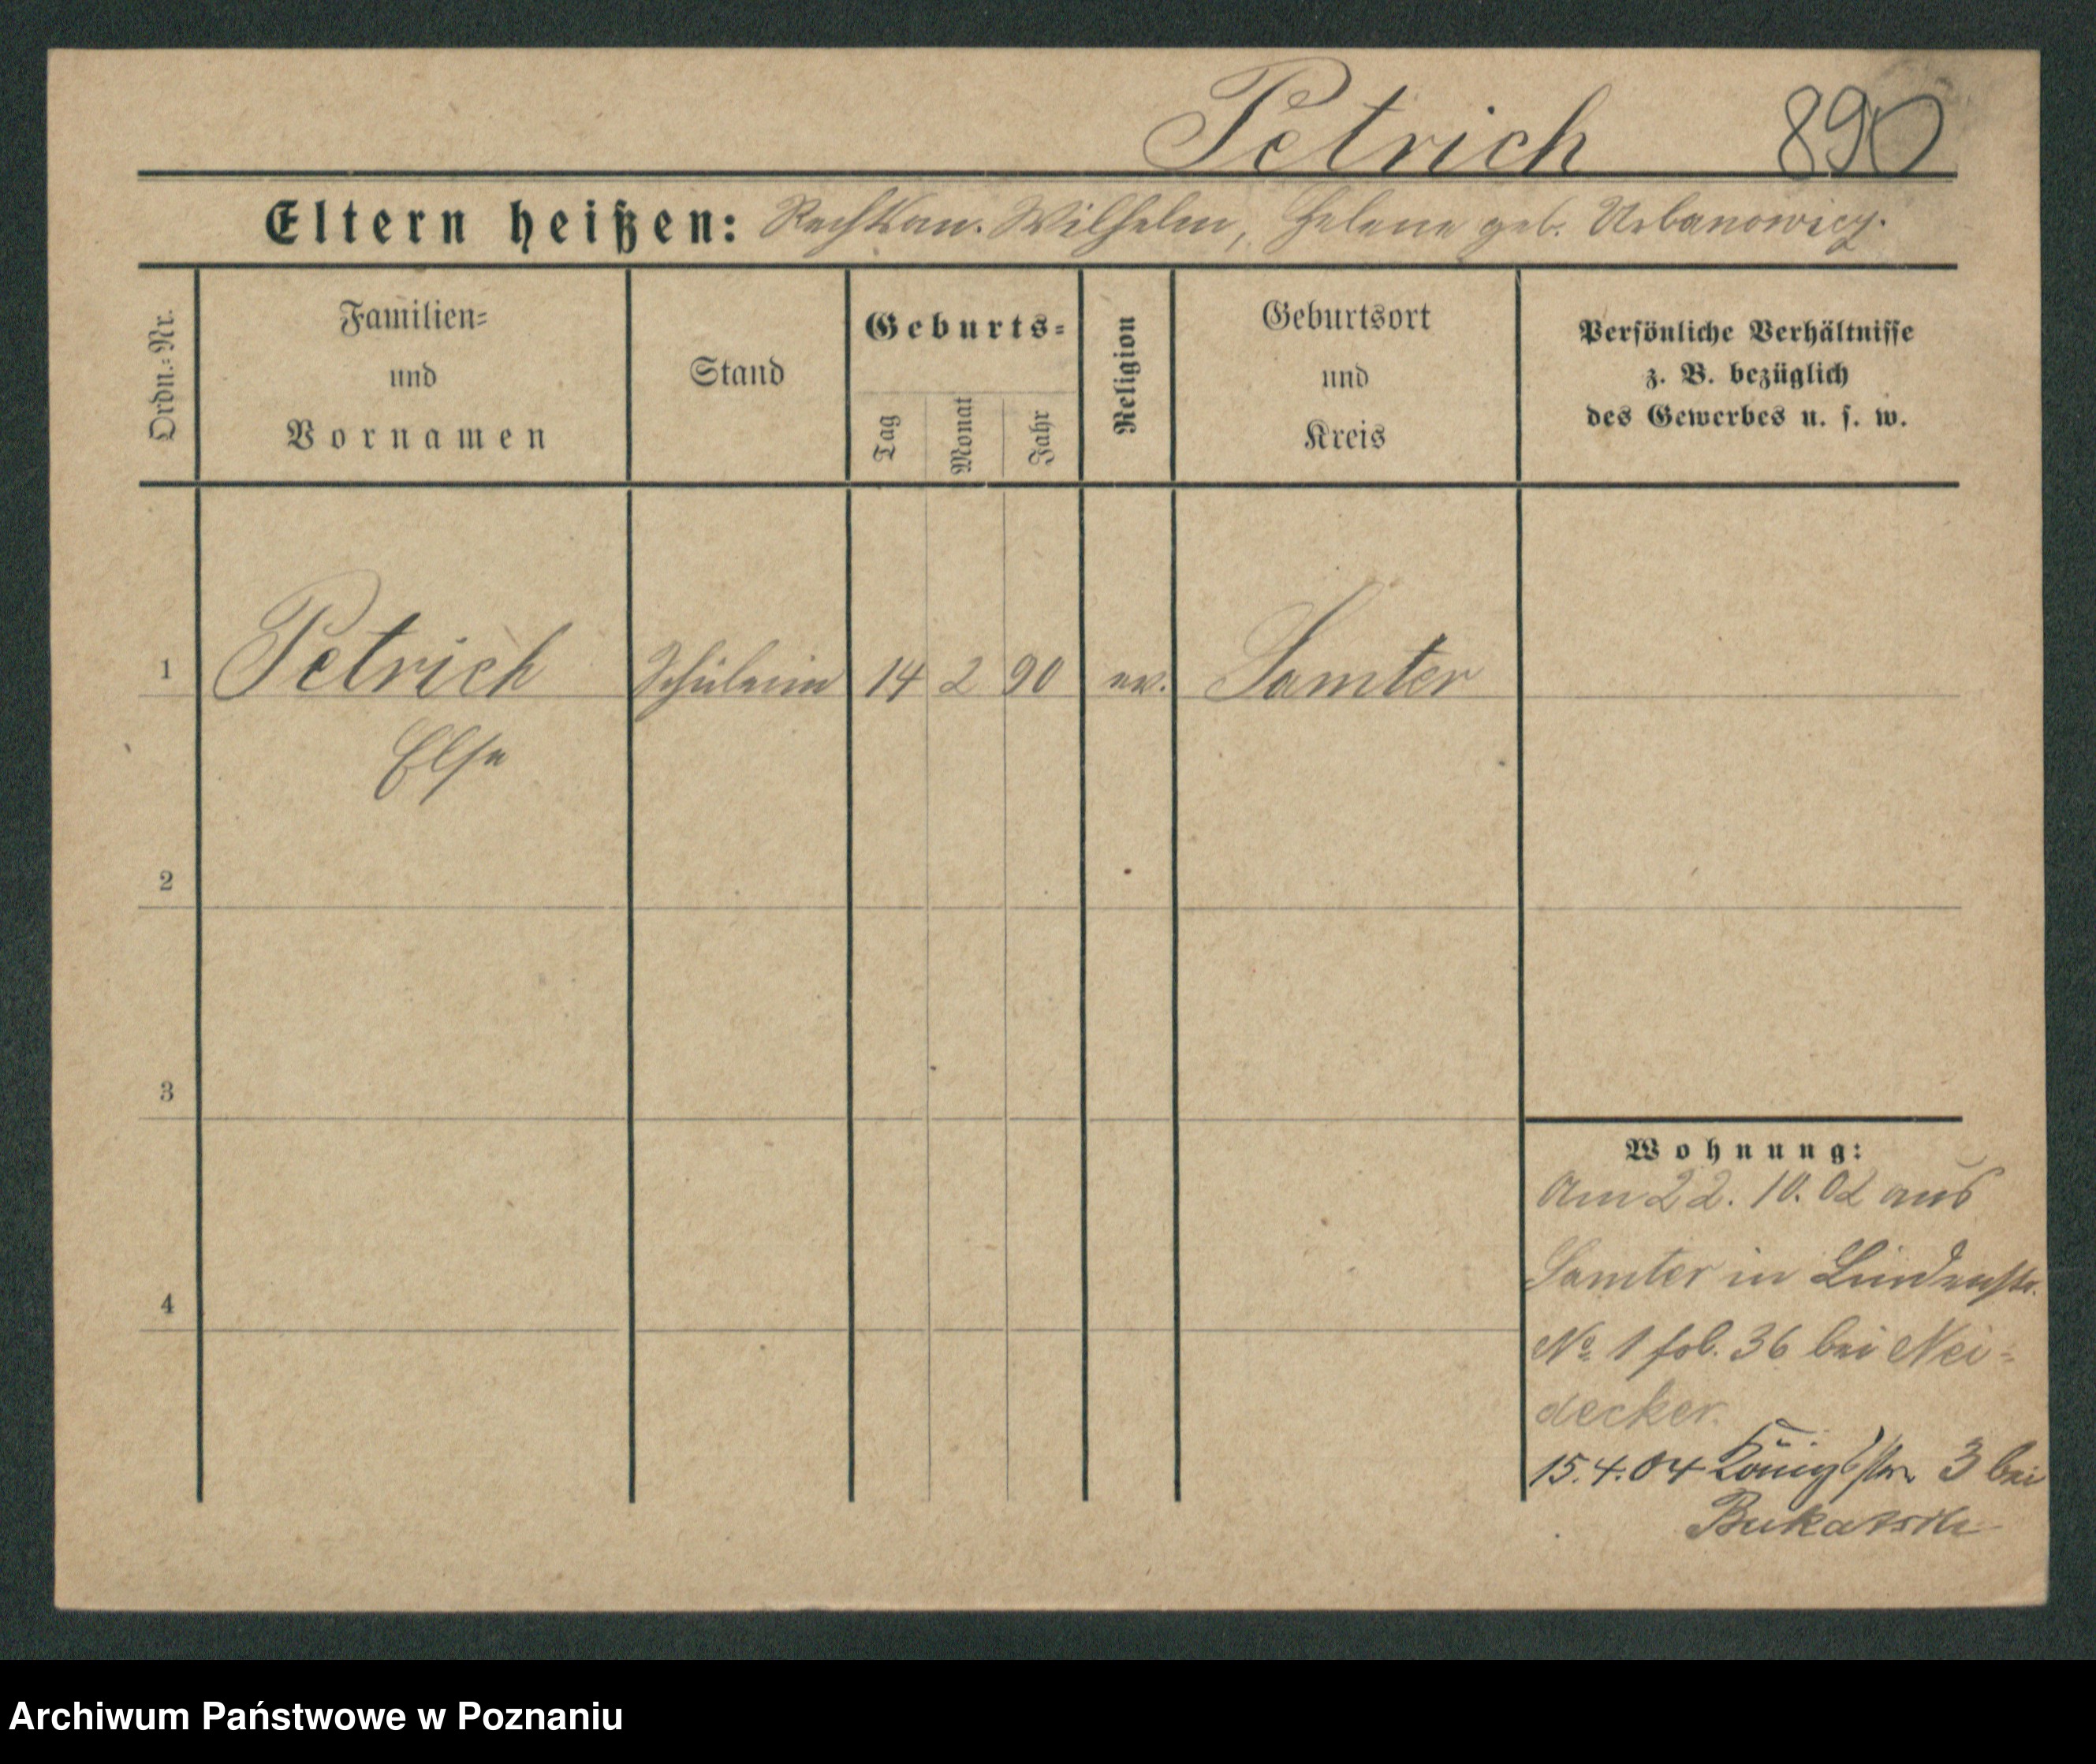 Petrich 890
Eltern heißen: Rechtsan. Wilhelm, Helene geb. Urbanowicz.
Ordn.-Nr.
Familien-
und
Vornamen
Stand
Geburts-
Tag
Monat
Jahr
Religion
Geburtsort
und
Kreis
Persönliche Verhältnisse
z. B. bezüglich
des Gewerbes u. s. w.
1 Petrich Schülerin 14 2 90 ev. Samter
Else
2
3
4
Wohnung:
Am 22. 10. 02 aus
Samter in Lindenstr.
No 1 fol. 36 bei Nei-
decker.
15.4.04 Königstr. 3 bei
Archiwum Państwowe w Poznaniu